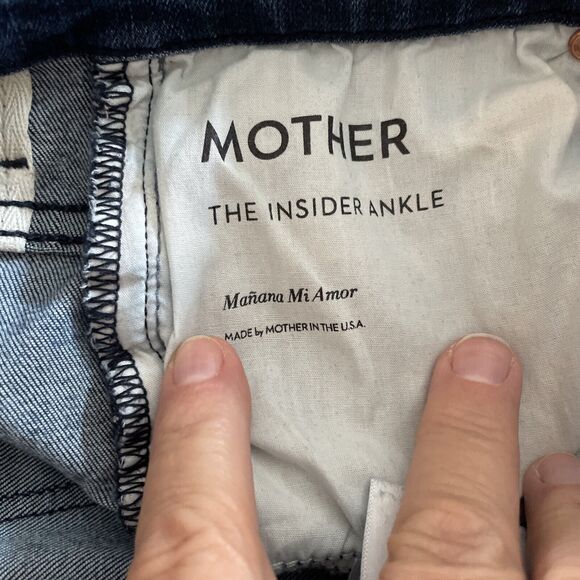 MOTHER
THE INSIDER ANKLE
Mañana Mi Amor
MADE by MOTHER IN THE U.S.A.